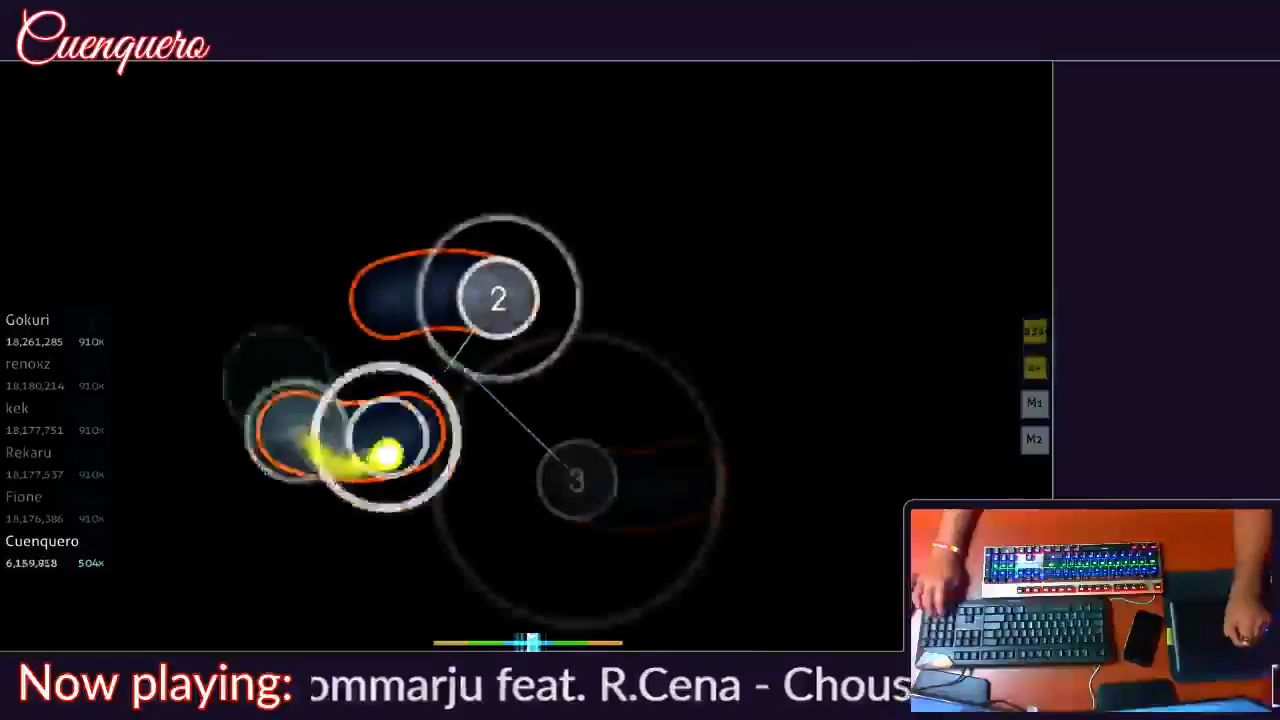 Cuenquero
2
3
Gokuri
18,261,285 910x
renoxz
18,180,214 910x
kek
18,177,751 910x
Rekaru
18,177,537 910x
Fione
18,176,386 910x
Cuenquero
6,159,858 504x
M1
M2
Now playing: ommarju feat. R.Cena - Chous